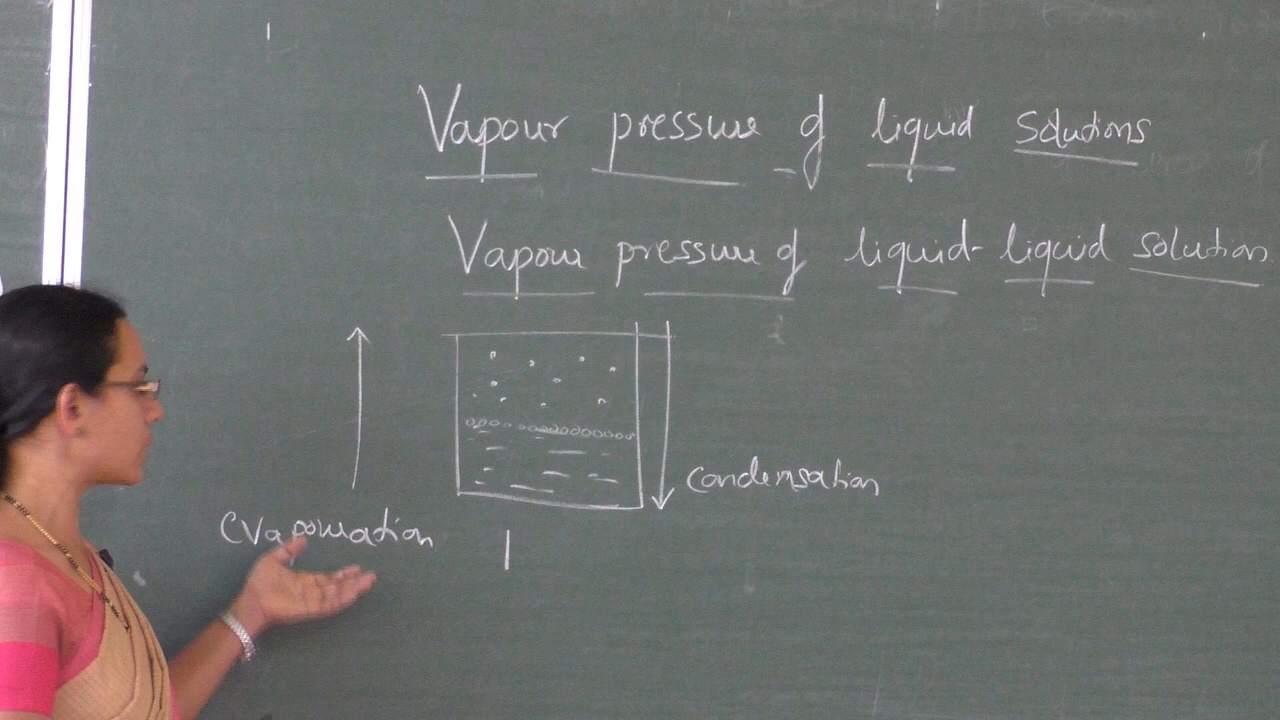 Vapour pressure of liquid solutions
Vapour pressure of liquid-liquid solution
Condensation
evaporation